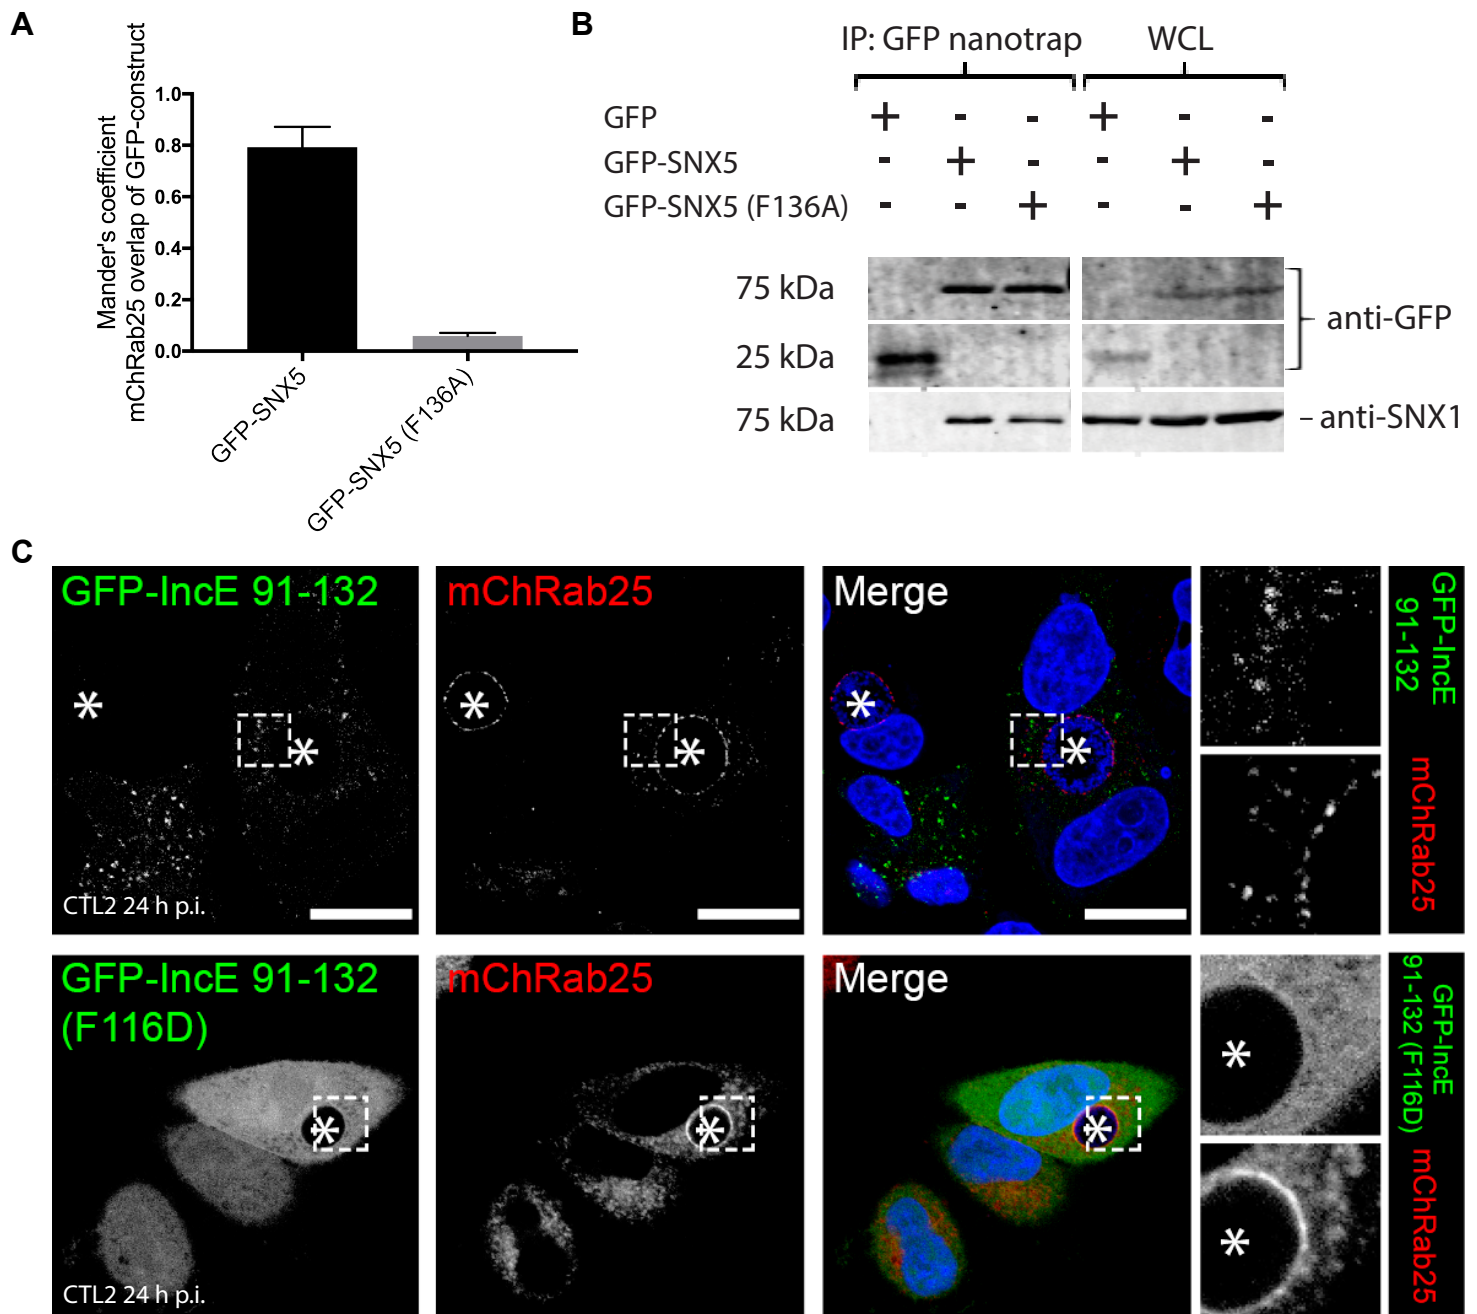 A
Mander's coefficient
mChRab25 overlap of GFP-construct
1.0
0.8
0.6
0.4
0.2
0.0
GFP-SNX5
GFP-SNX5 (F136A)
B
IP: GFP nanotrap WCL
GFP + - - + - -
GFP-SNX5 - + - - + -
GFP-SNX5 (F136A) - - + - - +
75 kDa
25 kDa
anti-GFP
75 kDa
anti-SNX1
C
GFP-IncE 91-132
mChRab25
Merge
* * *
* * *
CTL2 24 h p.i.
GFP-IncE
91-132
mChRab25
GFP-IncE 91-132
(F116D)
mChRab25
Merge
* * * *
*
CTL2 24 h p.i.
GFP-IncE
91-132 (F116D)
mChRab25